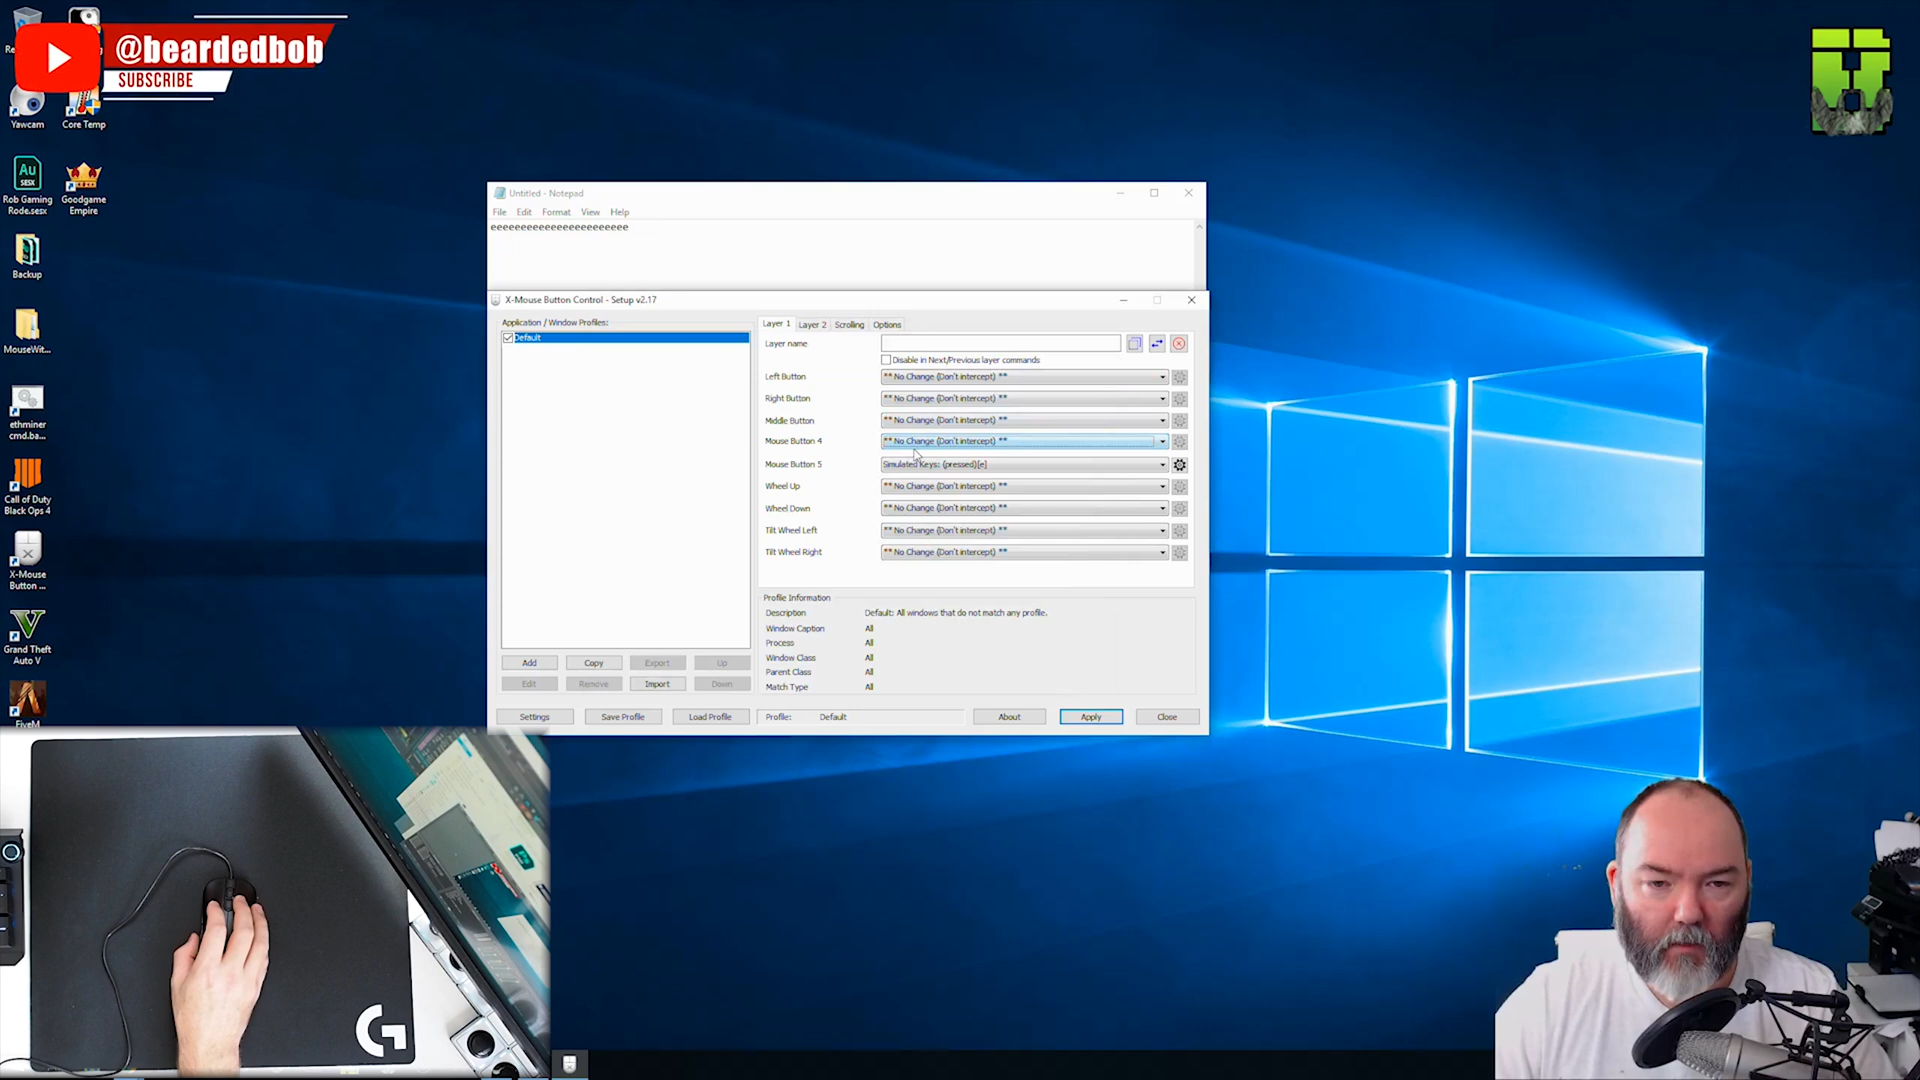 @beardedbob
SUBSCRIBE
Yawcam
Core Temp
Au
SESX
Rob Gaming
Rode.sesx
Goodgame
Empire
Backup
MouseWit...
ethminer
cmd.ba...
Call of Duty
Black Ops 4
X-Mouse
Button ...
Grand Theft
Auto V
FiveM
Untitled - Notepad
File Edit Format View Help
eeeeeeeeeeeeeeeeeeeeeee
X-Mouse Button Control - Setup v2.17
Application / Window Profiles:
Default
Layer 1 Layer 2 Scrolling Options
Layer name
Disable in Next/Previous layer commands
Left Button ** No Change (Don't intercept) **
Right Button ** No Change (Don't intercept) **
Middle Button ** No Change (Don't intercept) **
Mouse Button 4 ** No Change (Don't intercept) **
Mouse Button 5 Simulated Keys: (pressed)[e]
Wheel Up ** No Change (Don't intercept) **
Wheel Down ** No Change (Don't intercept) **
Tilt Wheel Left ** No Change (Don't intercept) **
Tilt Wheel Right ** No Change (Don't intercept) **
Profile Information
Description Default: All windows that do not match any profile.
Window Caption All
Process All
Window Class All
Parent Class All
Match Type All
Add Copy Export Up
Edit Remove Import Down
Settings Save Profile Load Profile Profile: Default About Apply Close